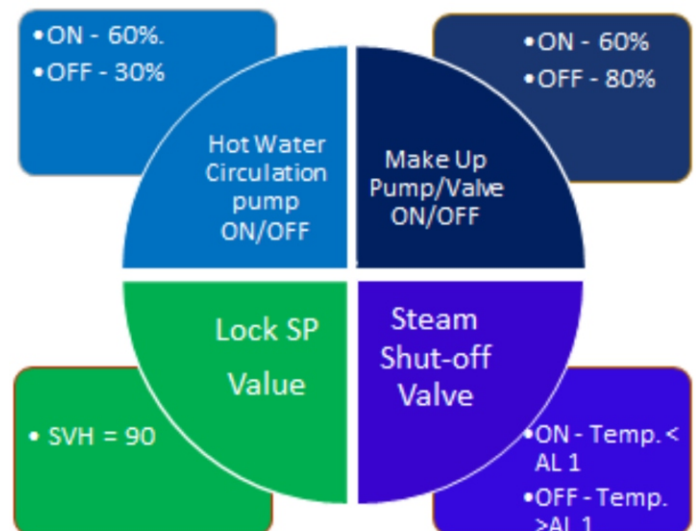 •ON - 60%.
•OFF - 30%
•ON - 60%
•OFF - 80%
Hot Water
Circulation
pump
ON/OFF
Make Up
Pump/Valve
ON/OFF
Lock SP
Value
Steam
Shut-off
Valve
• SVH = 90
•ON - Temp. <
AL 1
•OFF - Temp.
>AL 1